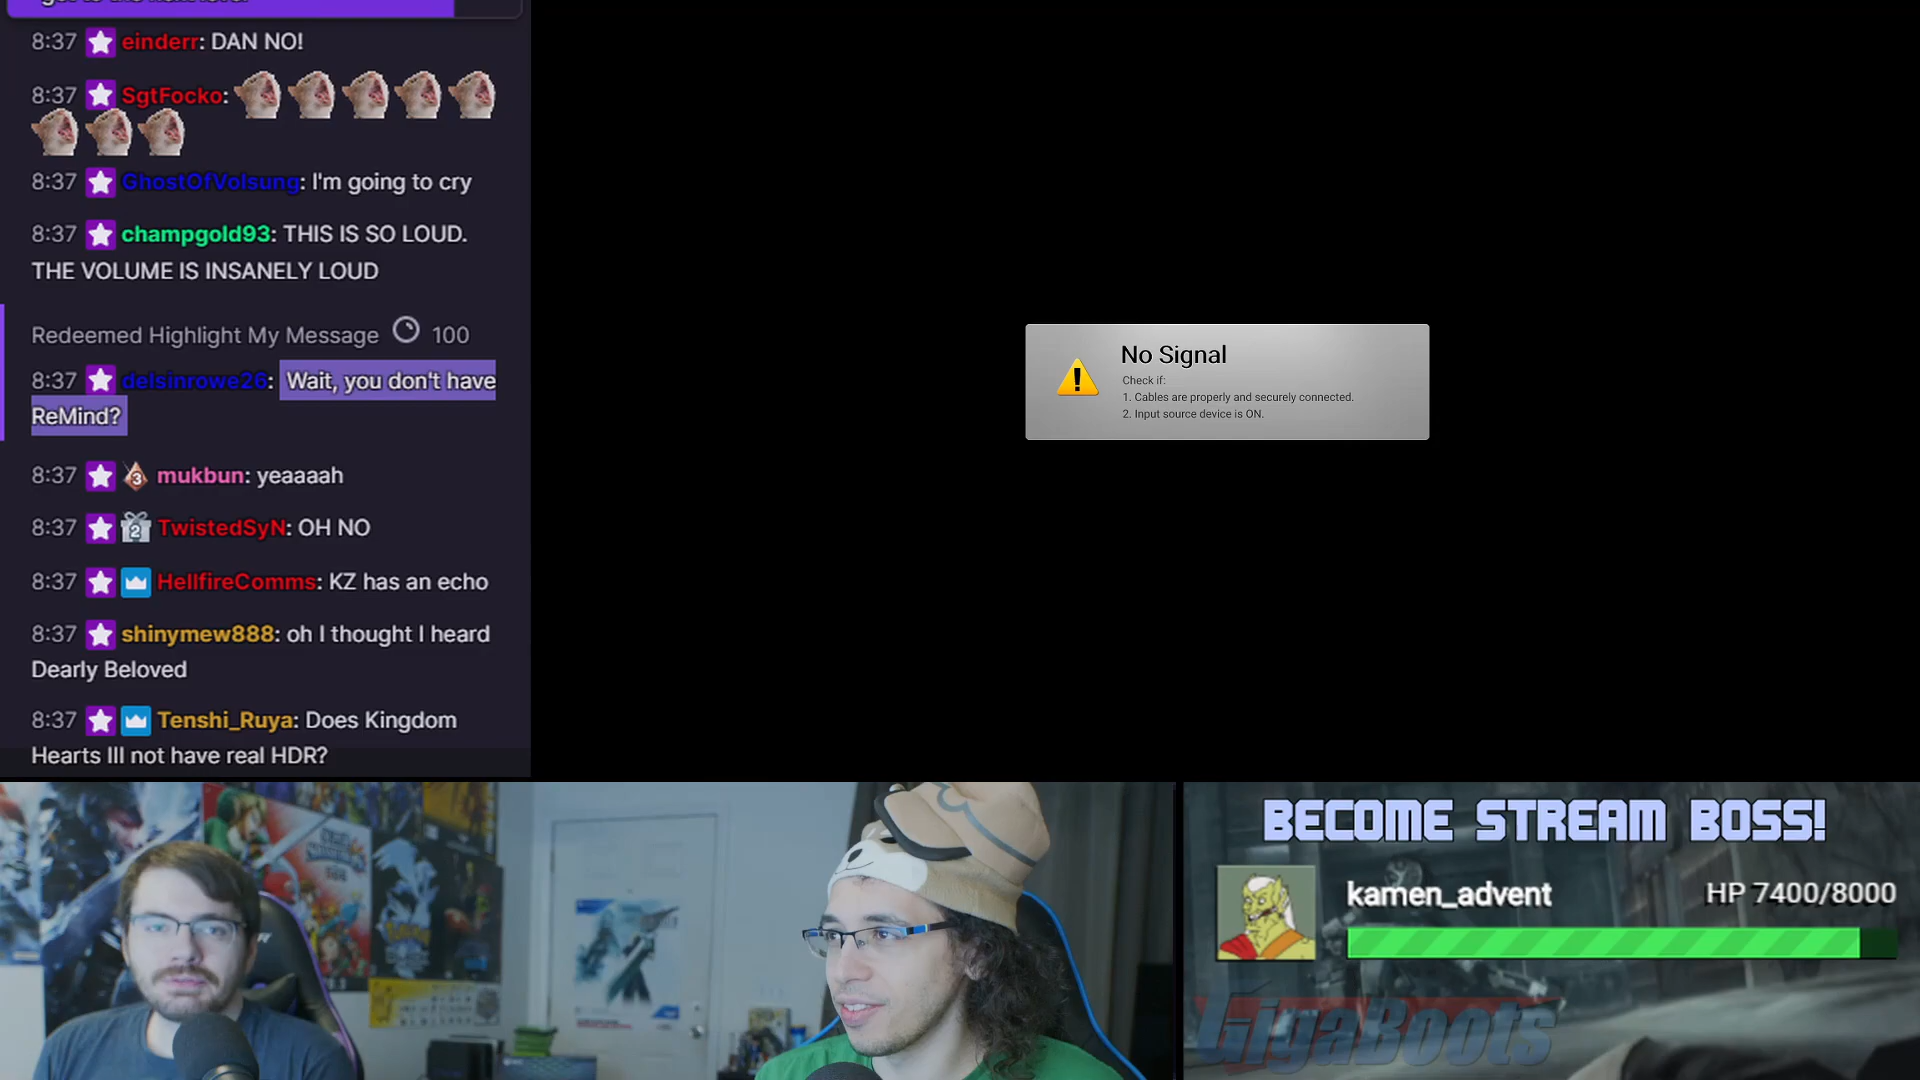 8:37 einderr: DAN NO!
8:37 SgtFocko:
8:37 GhostOfVolsung: I'm going to cry
8:37 champgold93: THIS IS SO LOUD.
THE VOLUME IS INSANELY LOUD
Redeemed Highlight My Message 100
8:37 delsinrowe26: Wait, you don't have
ReMind?
8:37 3 mukbun: yeaaaah
8:37 2 TwistedSyN: OH NO
8:37 HellfireComms: KZ has an echo
8:37 shinymew888: oh I thought I heard
Dearly Beloved
8:37 Tenshi_Ruya: Does Kingdom
Hearts III not have real HDR?
No Signal
Check if:
1. Cables are properly and securely connected.
2. Input source device is ON.
BECOME STREAM BOSS!
kamen_advent HP 7400/8000
GigaBoots